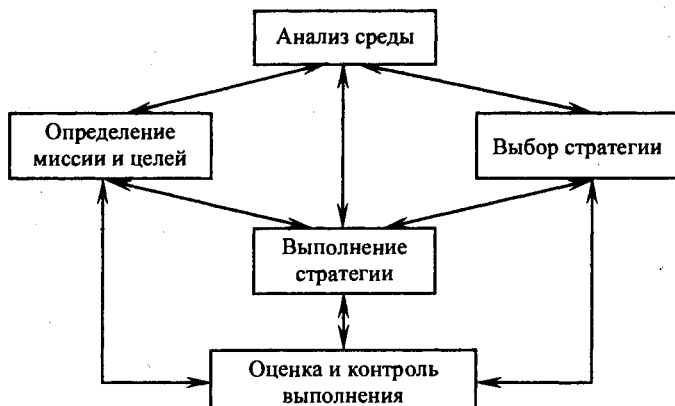 Анализ среды
Определение
миссии и целей
Выбор стратегии
Выполнение
стратегии
Оценка и контроль
выполнения